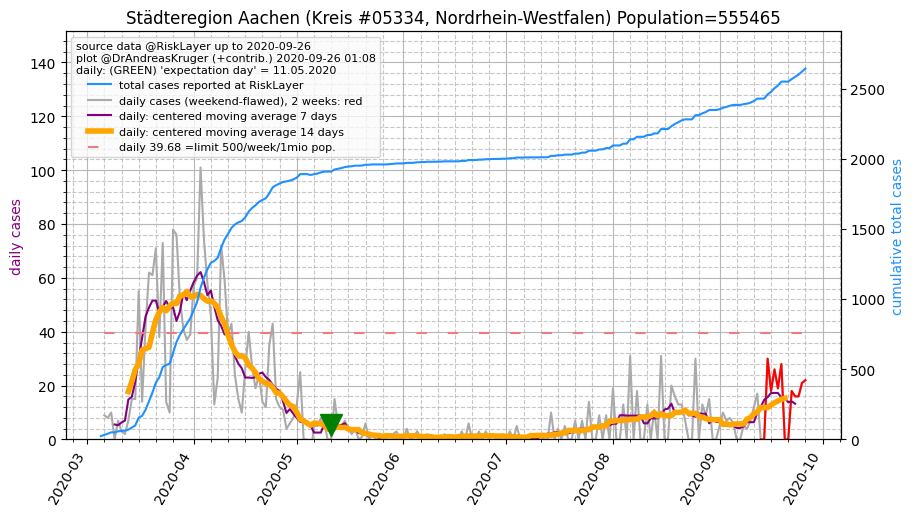 Städteregion Aachen (Kreis #05334, Nordrhein-Westfalen) Population=555465
source data @RiskLayer up to 2020-09-26
plot @DrAndreasKruger (+contrib.) 2020-09-26 01:08
daily: (GREEN) 'expectation day' = 11.05.2020
total cases reported at RiskLayer
daily cases (weekend-flawed), 2 weeks: red
daily: centered moving average 7 days
daily: centered moving average 14 days
daily 39.68 =limit 500/week/1mio pop.
daily cases
140
120
100
80
60
40
20
0
cumulative total cases
2500
2000
1500
1000
500
0
2020-03
2020-04
2020-05
2020-06
2020-07
2020-08
2020-09
2020-10